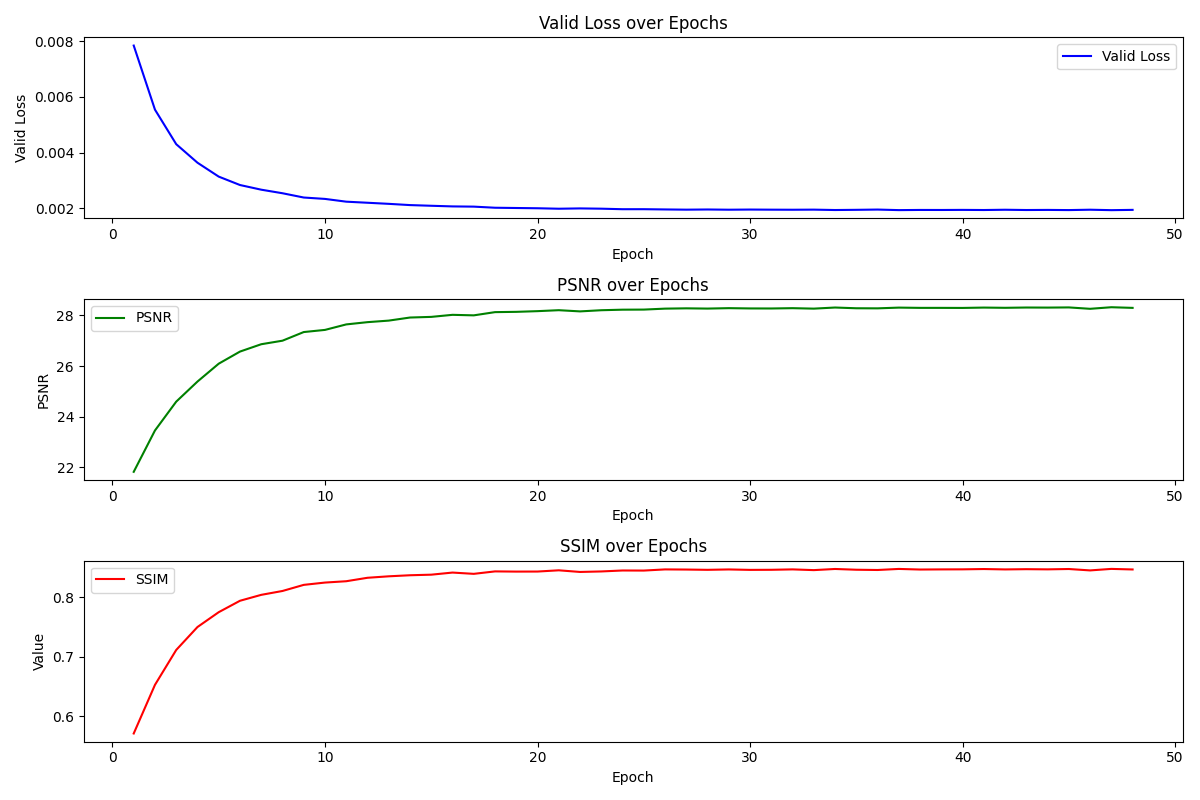 Valid Loss over Epochs
Valid Loss
0.008
0.006
0.004
0.002
Valid Loss
0 10 20 30 40 50
Epoch
PSNR over Epochs
PSNR
28
26
24
22
PSNR
0 10 20 30 40 50
Epoch
SSIM over Epochs
SSIM
0.8
0.7
0.6
Value
0 10 20 30 40 50
Epoch